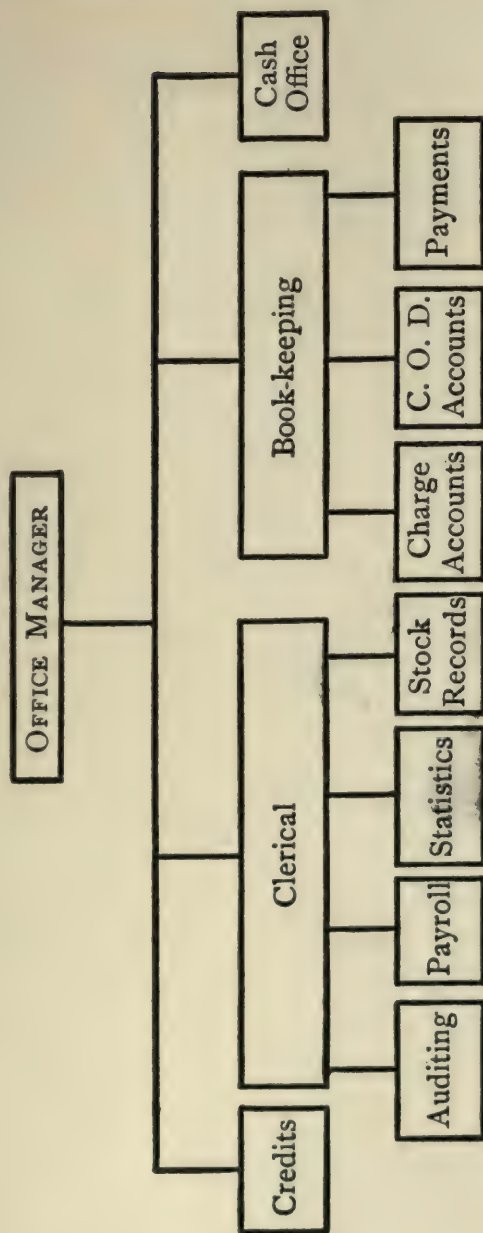 OFFICE MANAGER
Credits
Clerical
Book-keeping
Cash
Office
Auditing
Payroll
Statistics
Stock
Records
Charge
Accounts
C. O. D.
Accounts
Payments